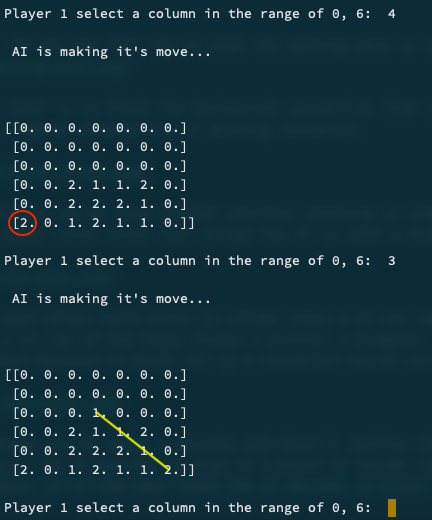 Player 1 select a column in the range of 0, 6:  4
AI is making it's move...
[[0. 0. 0. 0. 0. 0. 0.]
[0. 0. 0. 0. 0. 0. 0.]
[0. 0. 0. 0. 0. 0. 0.]
[0. 0. 2. 1. 1. 2. 0.]
[0. 0. 2. 2. 2. 1. 0.]
[2. 0. 1. 2. 1. 1. 0.]]
Player 1 select a column in the range of 0, 6:  3
AI is making it's move...
[[0. 0. 0. 0. 0. 0. 0.]
[0. 0. 0. 0. 0. 0. 0.]
[0. 0. 0. 1. 0. 0. 0.]
[0. 0. 2. 1. 1. 2. 0.]
[0. 0. 2. 2. 2. 1. 0.]
[2. 0. 1. 2. 1. 1. 2.]]
Player 1 select a column in the range of 0, 6: